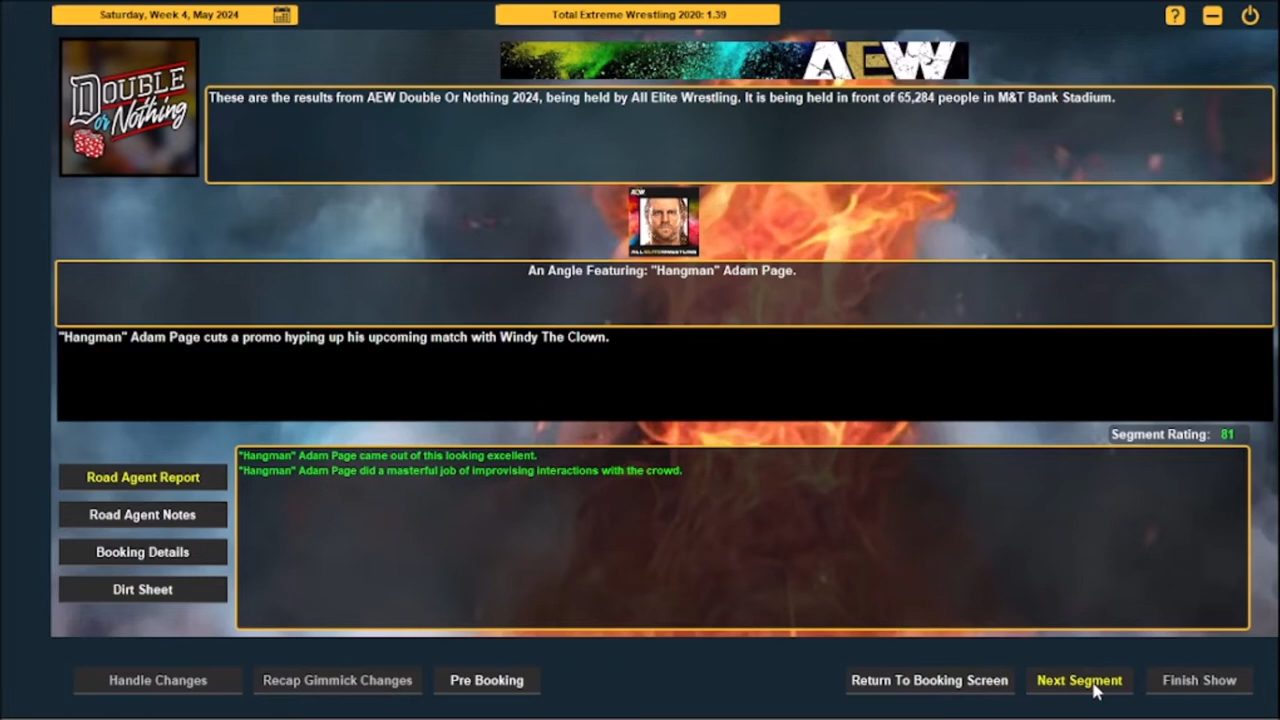 Saturday, Week 4, May 2024
Total Extreme Wrestling 2020: 1.39
?
DOUBLE
or Nothing
AEW
These are the results from AEW Double Or Nothing 2024, being held by All Elite Wrestling. It is being held in front of 65,284 people in M&T Bank Stadium.
AEW
ALL ELITE WRESTLING
An Angle Featuring: "Hangman" Adam Page.
"Hangman" Adam Page cuts a promo hyping up his upcoming match with Windy The Clown.
Segment Rating: 81
"Hangman" Adam Page came out of this looking excellent.
"Hangman" Adam Page did a masterful job of improvising interactions with the crowd.
Road Agent Report
Road Agent Notes
Booking Details
Dirt Sheet
Handle Changes
Recap Gimmick Changes
Pre Booking
Return To Booking Screen
Next Segment
Finish Show